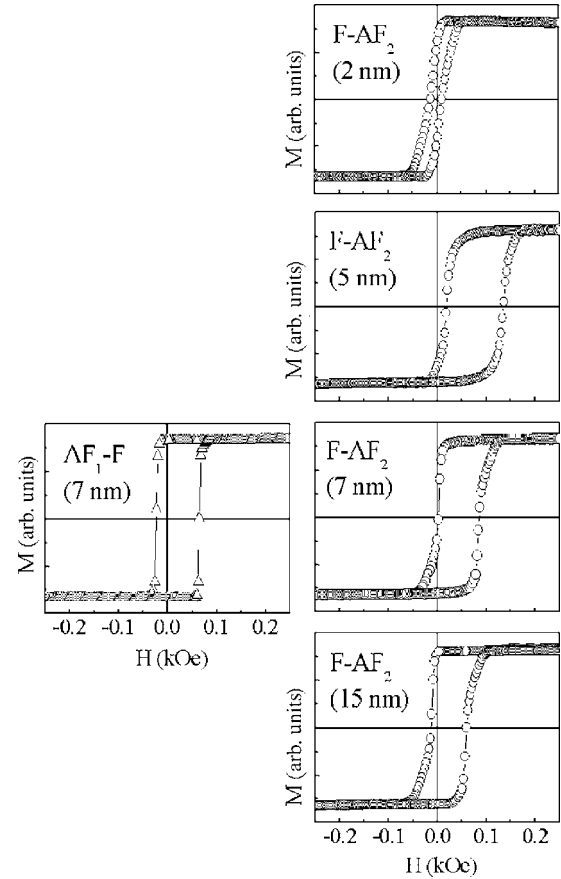 F-AF2
(2 nm)
M (arb. units)
F-AF2
(5 nm)
M (arb. units)
AF1-F
(7 nm)
M (arb. units)
-0.2 -0.1 0.0 0.1 0.2
H (kOe)
F-AF2
(7 nm)
M (arb. units)
F-AF2
(15 nm)
M (arb. units)
-0.2 -0.1 0.0 0.1 0.2
H (kOe)